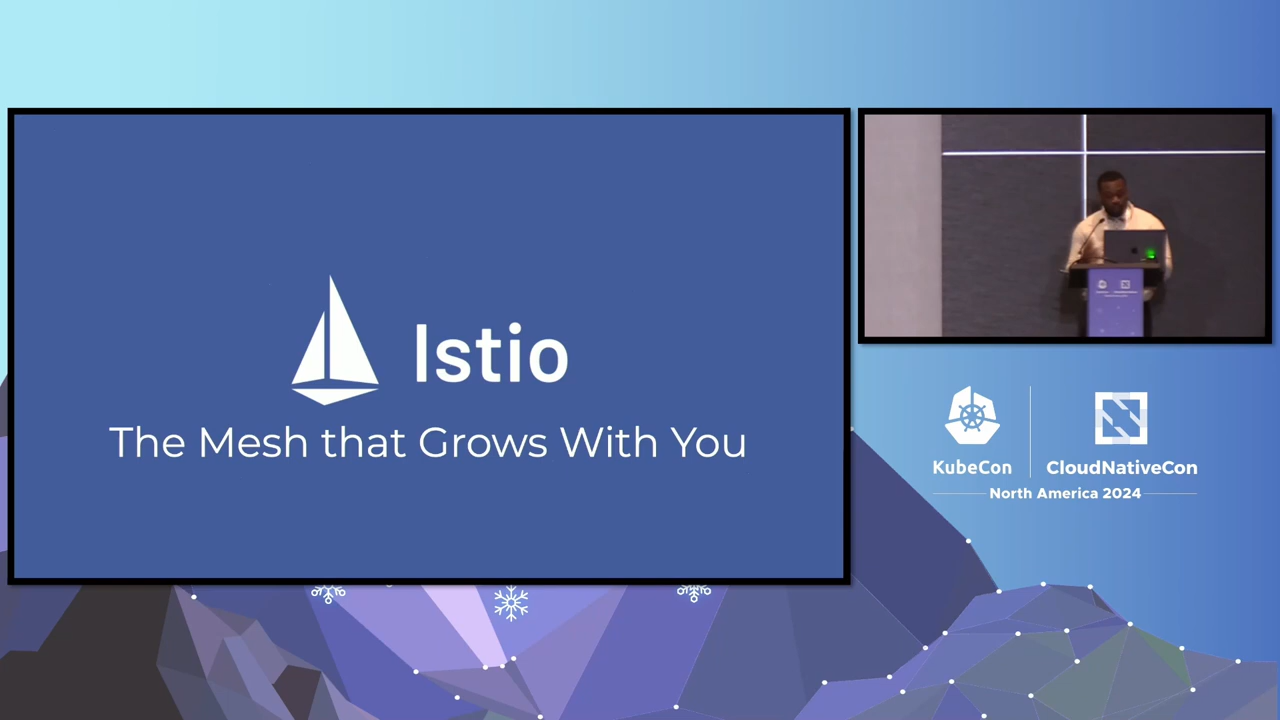 Istio
The Mesh that Grows With You
KubeCon
CloudNativeCon
North America 2024